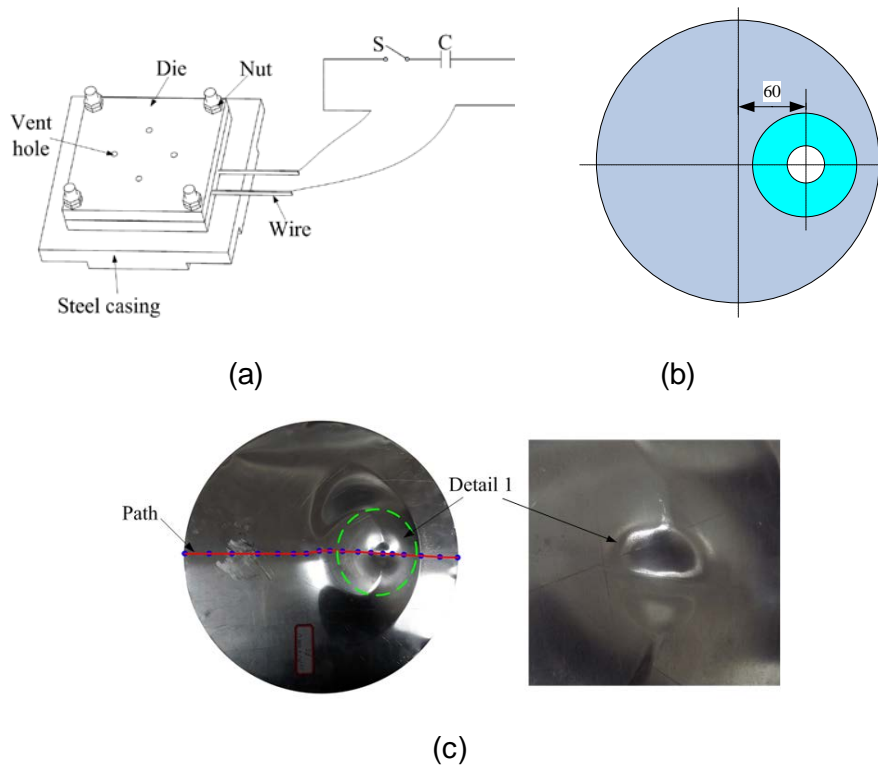 S
C
Die
Nut
Vent
hole
Wire
Steel casing
(a)
60
(b)
Path
Detail 1
(c)